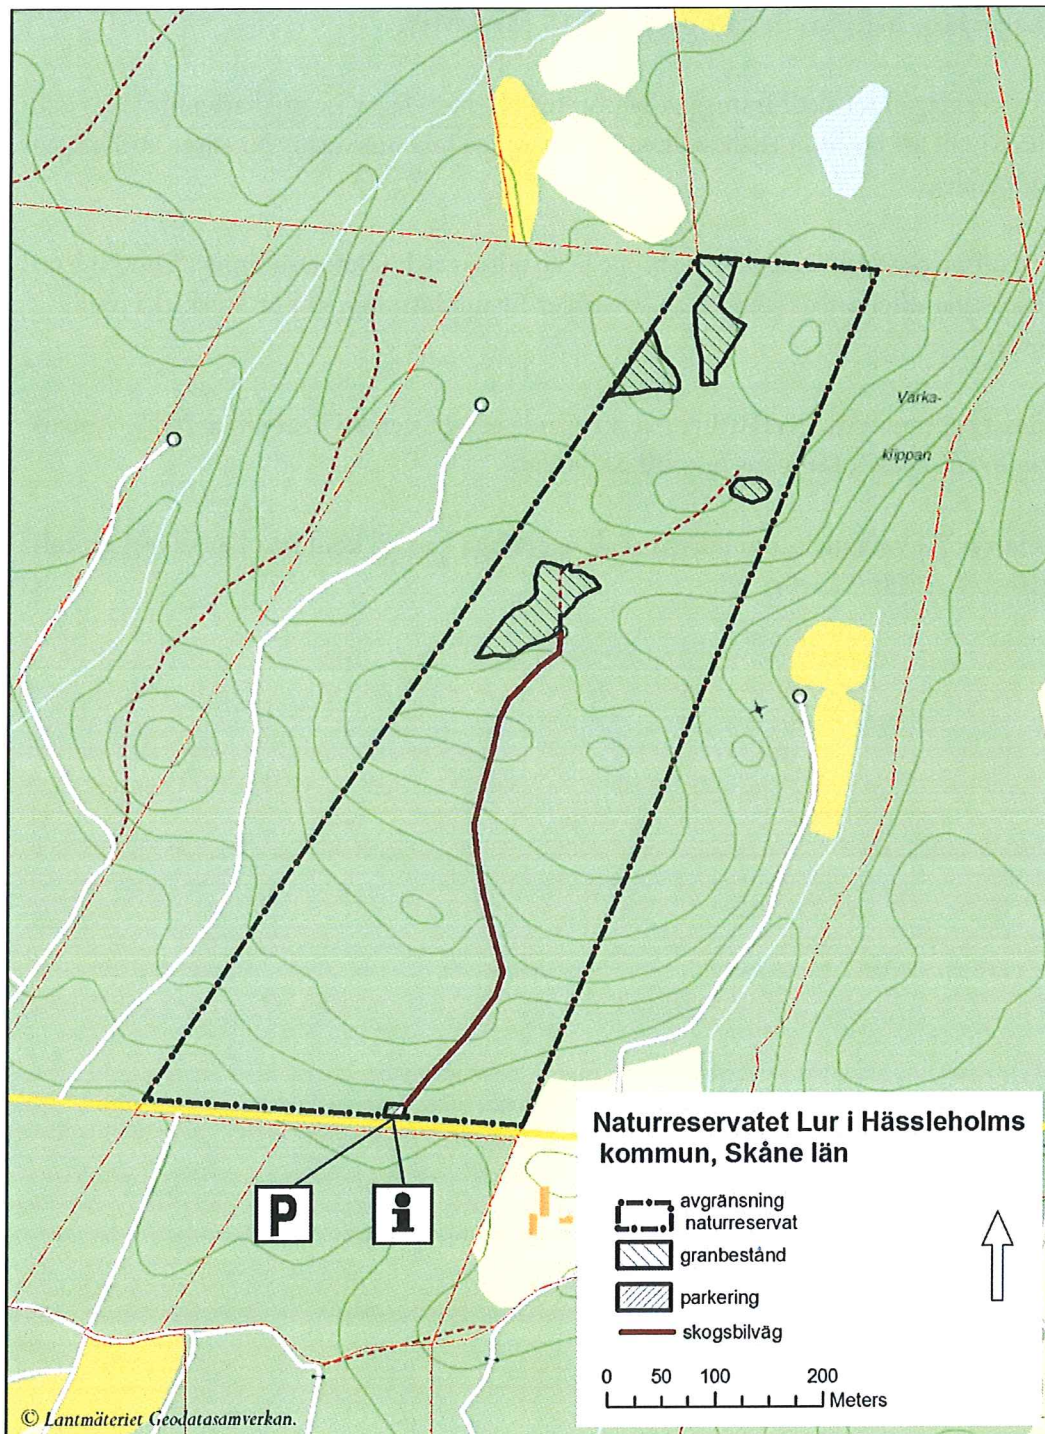 Varka-
klippan
P
i
Naturreservatet Lur i Hässleholms
kommun, Skåne län
avgränsning
naturreservat
granbestånd
parkering
skogsbilväg
0 50 100 200
Meters
© Lantmäteriet Geodatasamverkan.